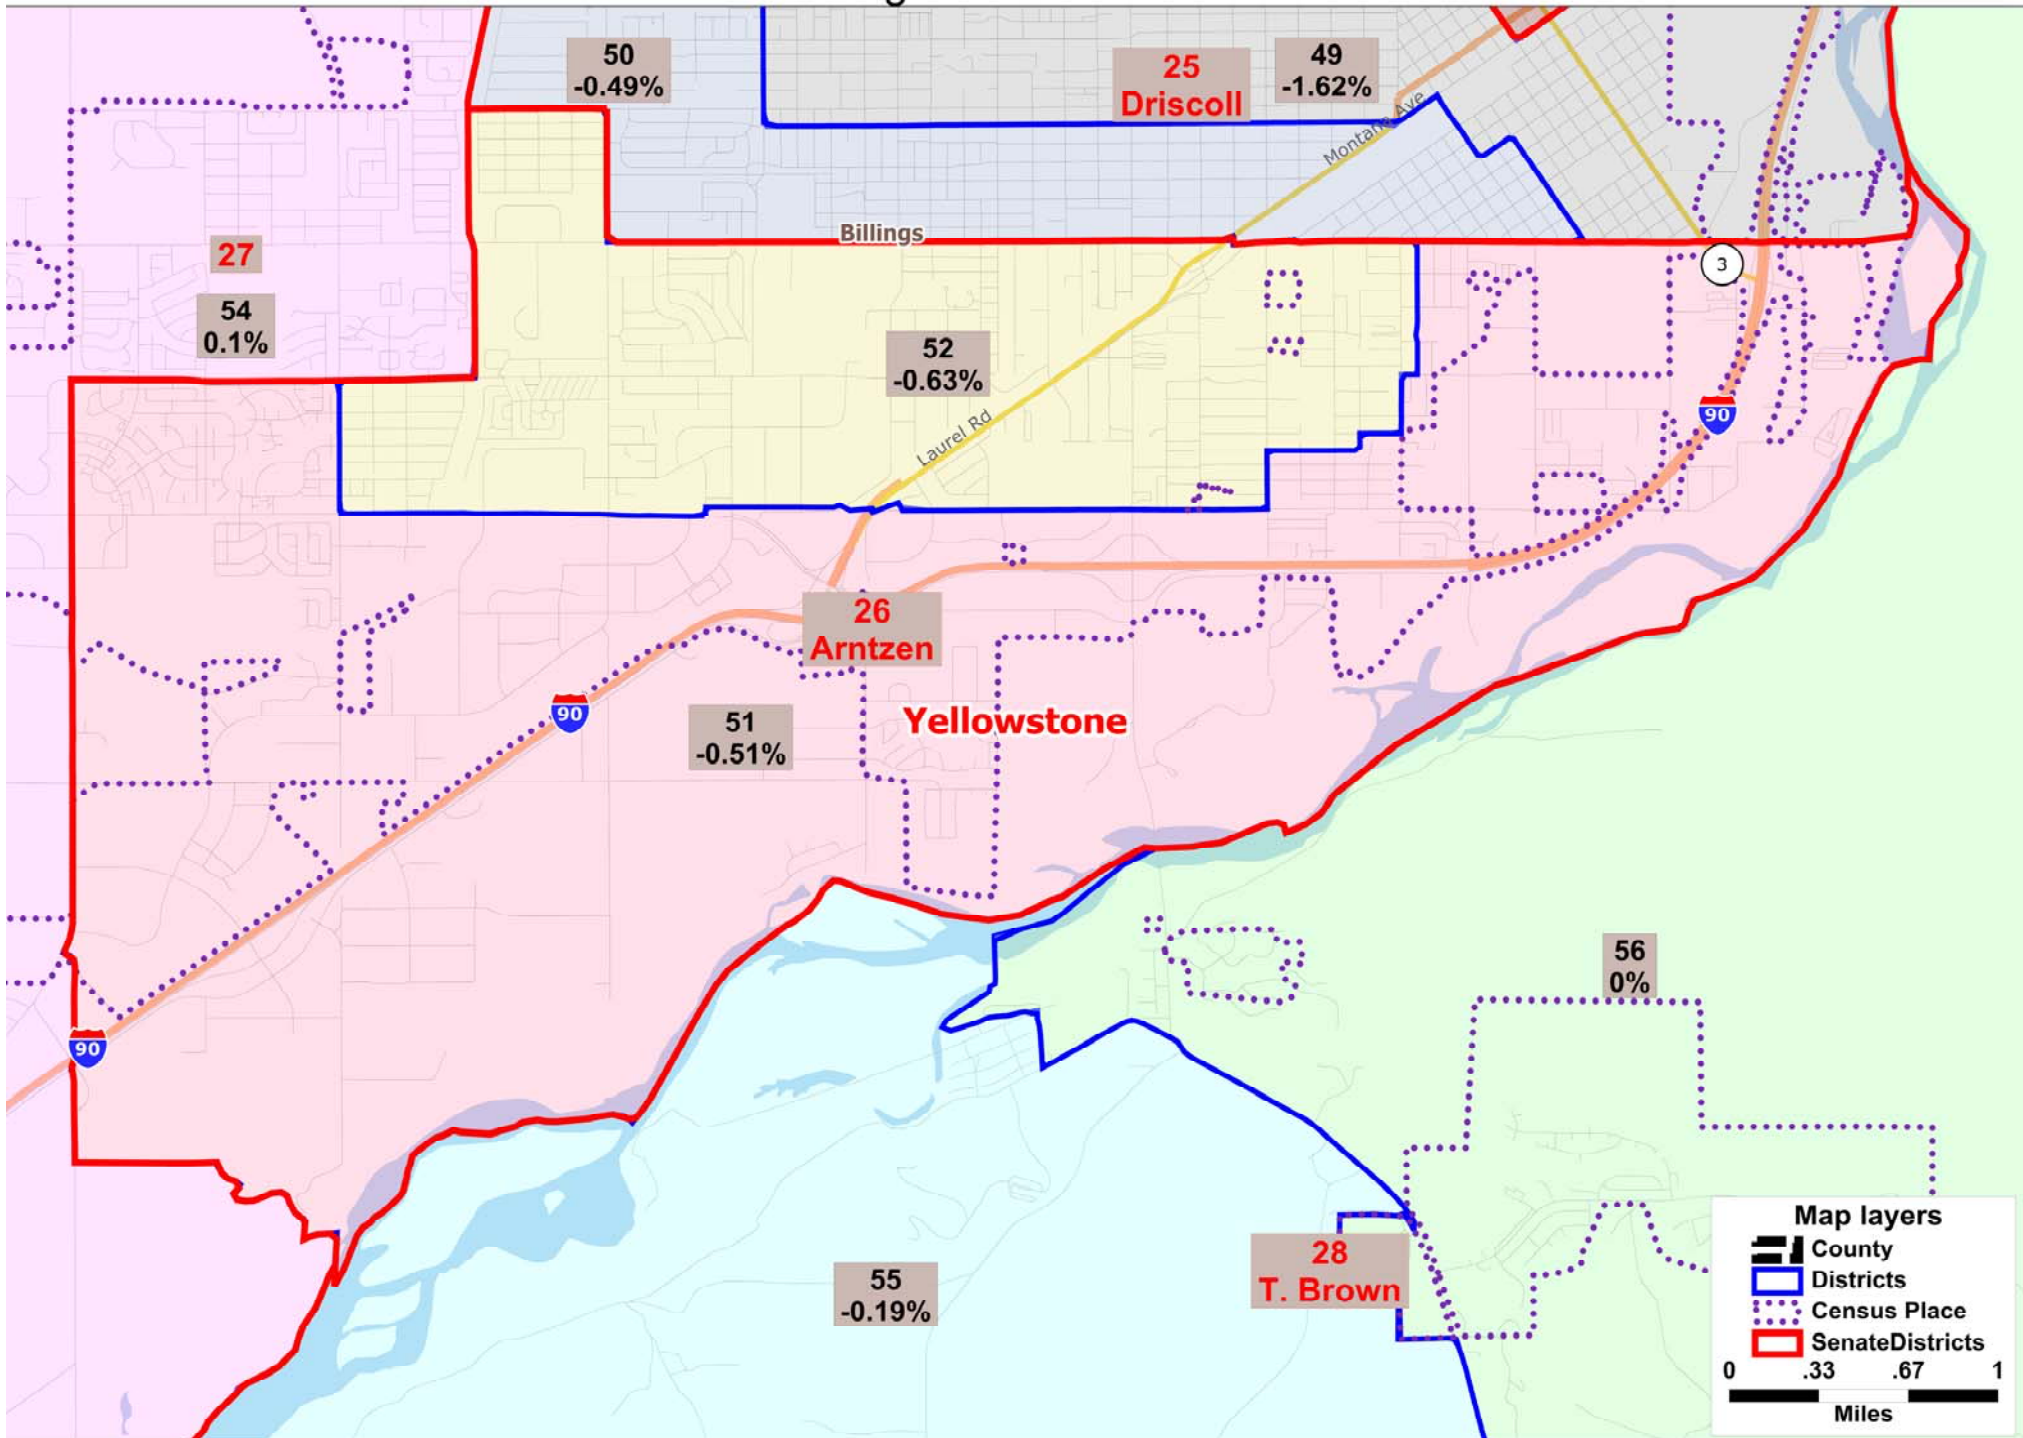 50
-0.49%
25
Driscoll
49
-1.62%
Montana Ave
Billings
27
54
0.1%
3
52
-0.63%
90
Laurel Rd
26
Arntzen
90
51
-0.51%
Yellowstone
56
0%
90
28
T. Brown
55
-0.19%
Map layers
County
Districts
Census Place
SenateDistricts
0 .33 .67 1
Miles